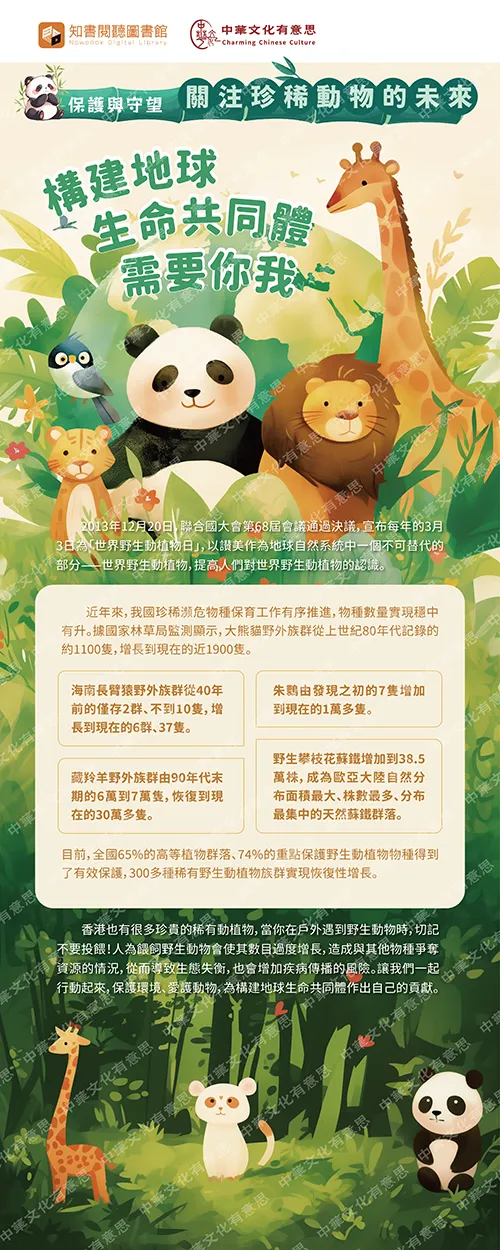 知書閱聽圖書館
Nowbook Digital Library
中華文化有意思
Charming Chinese Culture
保護與守望
關注珍稀動物的未來
構建地球
生命共同體
需要你我
2013年12月20日,聯合國大會第68屆會議通過決議,宣布每年的3月
3日為「世界野生動植物日」,以讚美作為地球自然系統中一個不可替代的
部分——世界野生動植物,提高人們對世界野生動植物的認識。
近年來,我國珍稀瀕危物種保育工作有序推進,物種數量實現穩中
有升。據國家林草局監測顯示,大熊貓野外族群從上世紀80年代記錄的
約1100隻,增長到現在的近1900隻。
海南長臂猿野外族群從40年
前的僅存2群、不到10隻,增
長到現在的6群、37隻。
朱鹮由發現之初的7隻增加
到現在的1萬多隻。
藏羚羊野外族群由90年代末
期的6萬到7萬隻,恢復到現
在的30萬多隻。
野生攀枝花蘇鐵增加到38.5
萬株,成為歐亞大陸自然分
布面積最大、株數最多、分布
最集中的天然蘇鐵群落。
目前,全國65%的高等植物群落、74%的重點保護野生動植物物種得到
了有效保護,300多種稀有野生動植物族群實現恢復性增長。
香港也有很多珍貴的稀有動植物,當你在戶外遇到野生動物時,切記
不要投餵!人為餵飼野生動物會使其數目過度增長,造成與其他物種爭奪
資源的情況,從而導致生態失衡,也會增加疾病傳播的風險。讓我們一起
行動起來,保護環境、愛護動物,為構建地球生命共同體作出自己的貢獻。